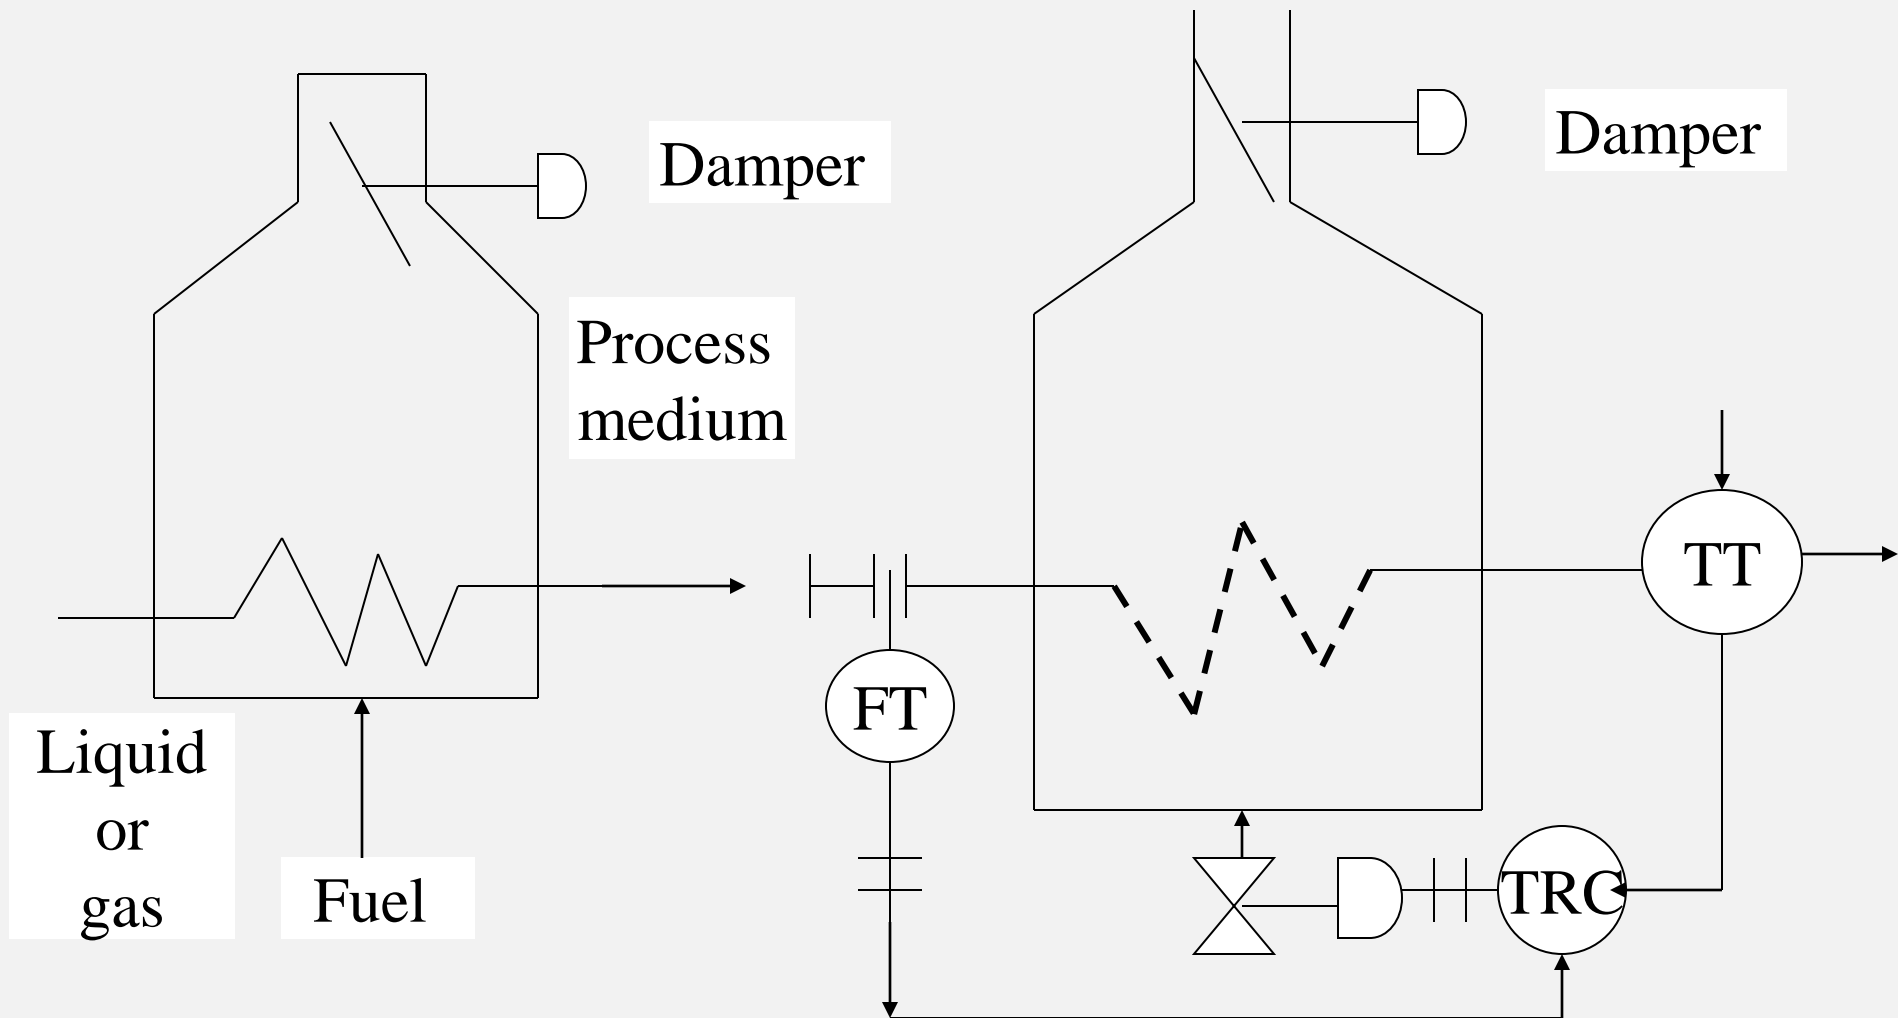 Damper
Damper
Process
medium
TT
FT
Liquid
or
gas
Fuel
TRC